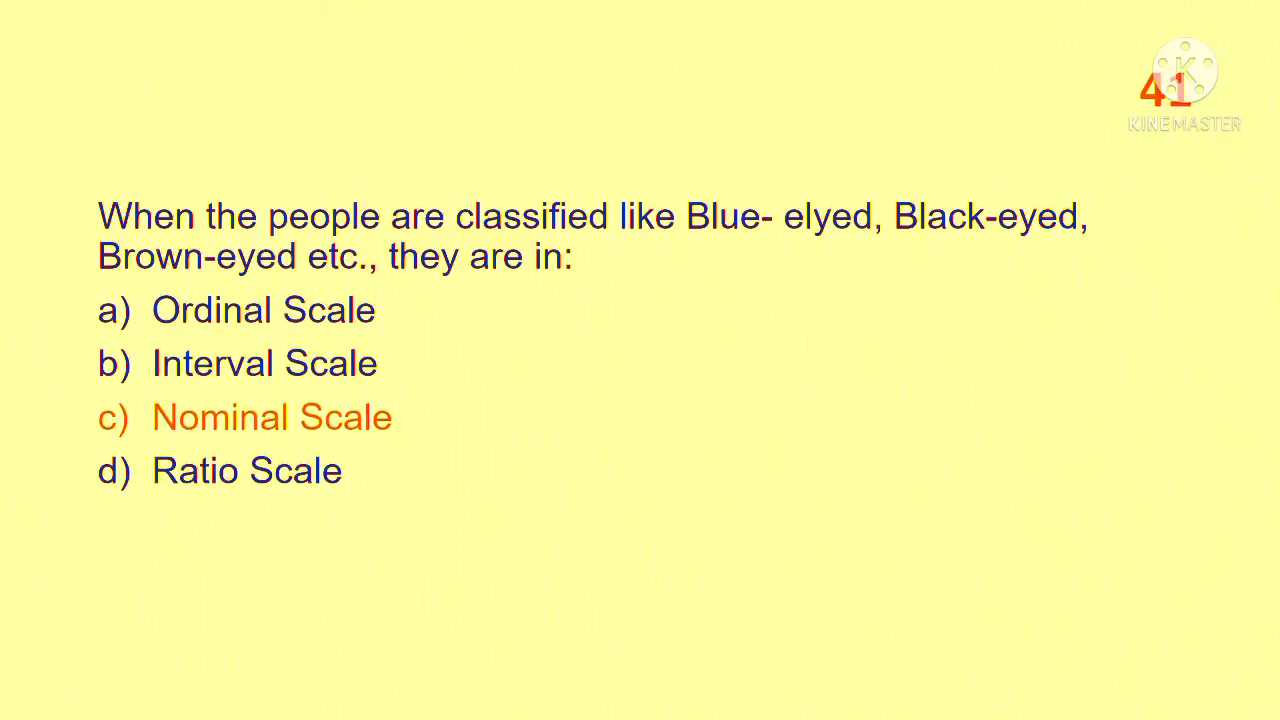 41
KINEMASTER
When the people are classified like Blue- elyed, Black-eyed,
Brown-eyed etc., they are in:
a) Ordinal Scale
b) Interval Scale
c) Nominal Scale
d) Ratio Scale